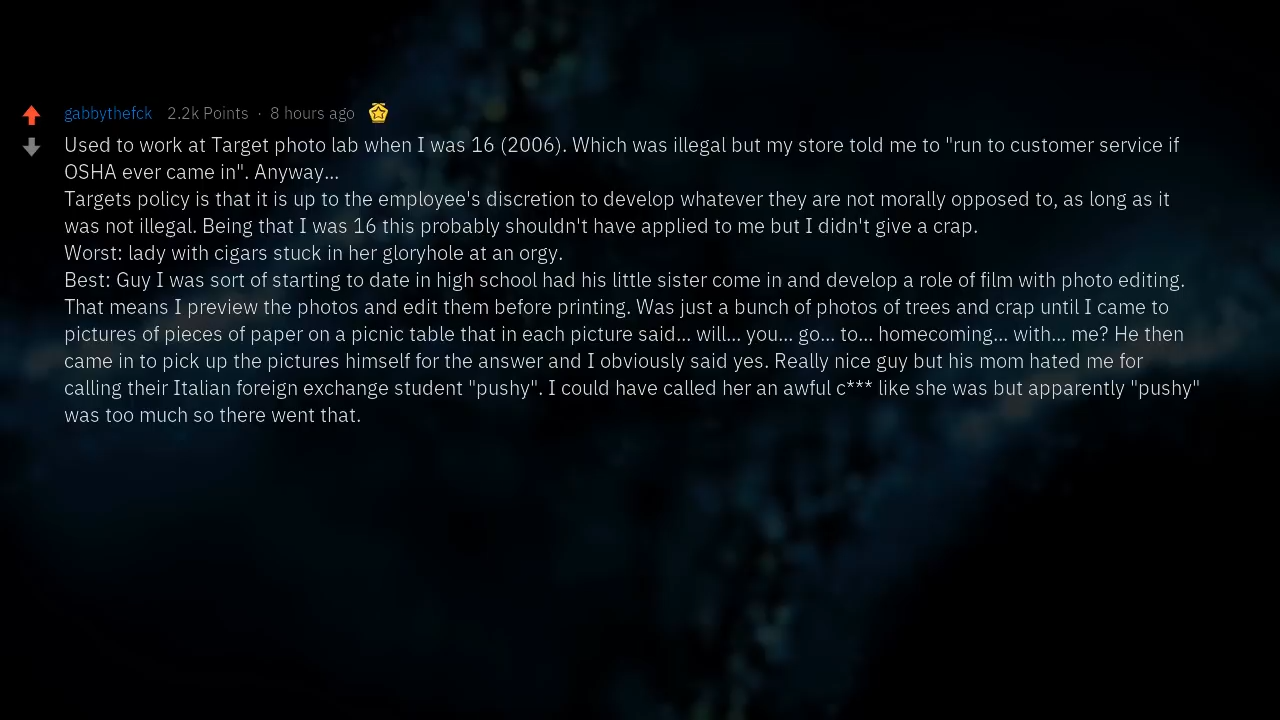 gabbythefck 2.2k Points · 8 hours ago
Used to work at Target photo lab when I was 16 (2006). Which was illegal but my store told me to "run to customer service if
OSHA ever came in". Anyway...
Targets policy is that it is up to the employee's discretion to develop whatever they are not morally opposed to, as long as it
was not illegal. Being that I was 16 this probably shouldn't have applied to me but I didn't give a crap.
Worst: lady with cigars stuck in her gloryhole at an orgy.
Best: Guy I was sort of starting to date in high school had his little sister come in and develop a role of film with photo editing.
That means I preview the photos and edit them before printing. Was just a bunch of photos of trees and crap until I came to
pictures of pieces of paper on a picnic table that in each picture said... will... you... go... to... homecoming... with... me? He then
came in to pick up the pictures himself for the answer and I obviously said yes. Really nice guy but his mom hated me for
calling their Italian foreign exchange student "pushy". I could have called her an awful c*** like she was but apparently "pushy"
was too much so there went that.